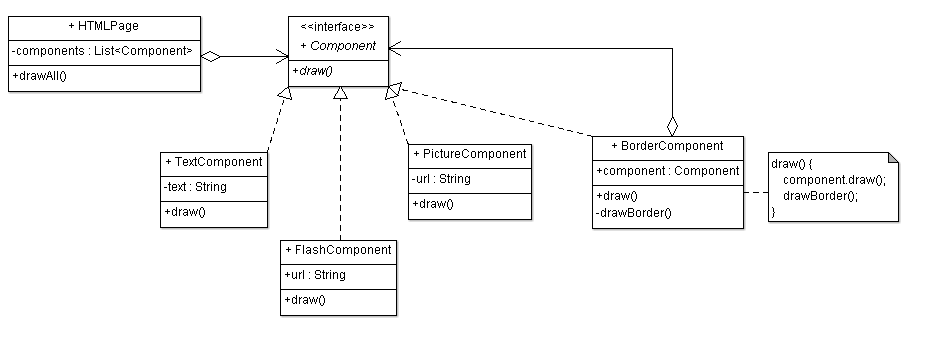 + HTMLPage
-components : List<Component>
+drawAll()
<<interface>>
+ Component
+draw()
+ TextComponent
-text : String
+draw()
+ FlashComponent
+url : String
+draw()
+ PictureComponent
-url : String
+draw()
+ BorderComponent
+component : Component
+draw()
-drawBorder()
draw() {
component.draw();
drawBorder();
}